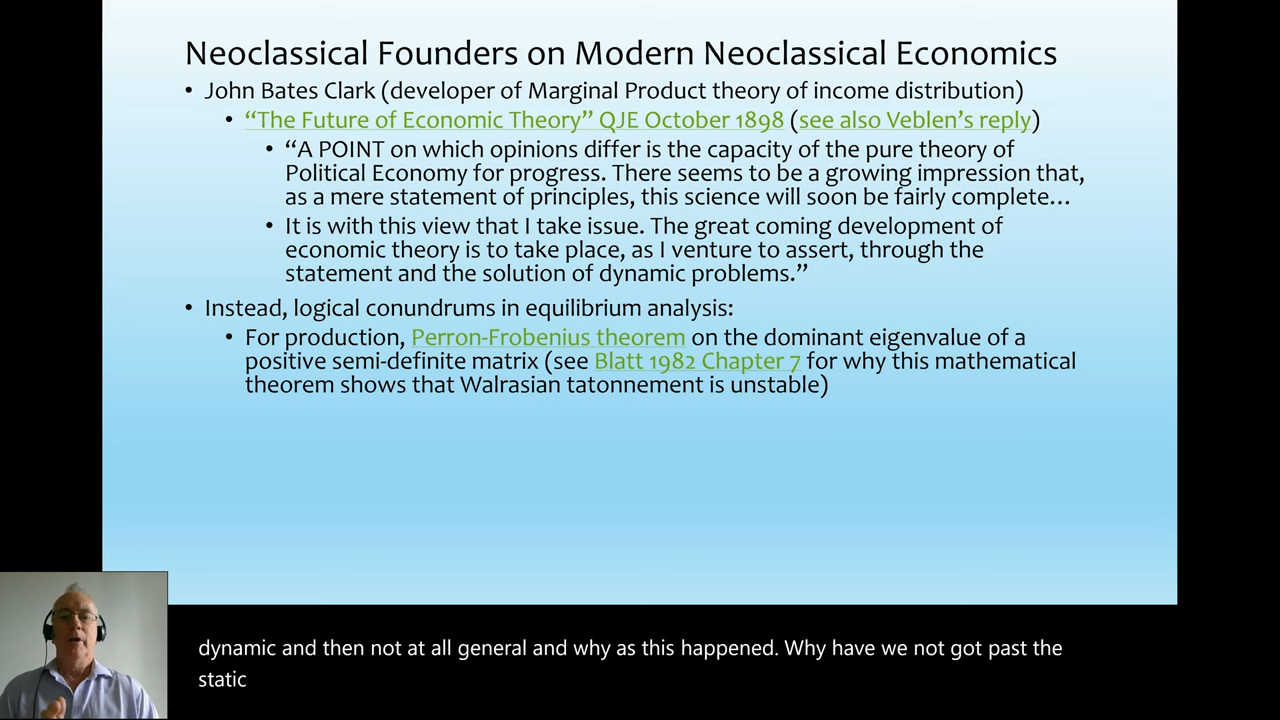 Neoclassical Founders on Modern Neoclassical Economics
• John Bates Clark (developer of Marginal Product theory of income distribution)
• “The Future of Economic Theory” QJE October 1898 (see also Veblen’s reply)
• “A POINT on which opinions differ is the capacity of the pure theory of
Political Economy for progress. There seems to be a growing impression that,
as a mere statement of principles, this science will soon be fairly complete…
• It is with this view that I take issue. The great coming development of
economic theory is to take place, as I venture to assert, through the
statement and the solution of dynamic problems.”
• Instead, logical conundrums in equilibrium analysis:
• For production, Perron-Frobenius theorem on the dominant eigenvalue of a
positive semi-definite matrix (see Blatt 1982 Chapter 7 for why this mathematical
theorem shows that Walrasian tatonnement is unstable)
dynamic and then not at all general and why as this happened. Why have we not got past the
static